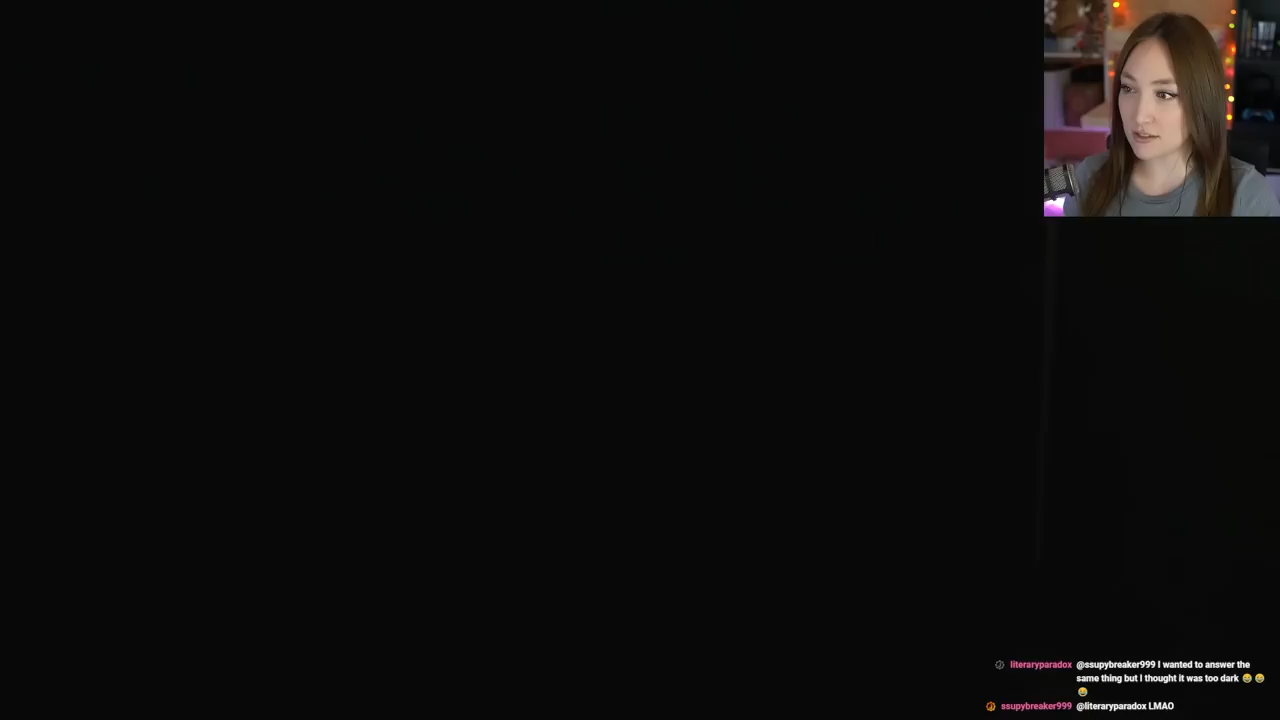 literaryparadox @ssupybreaker999 I wanted to answer the
same thing but I thought it was too dark 😂 😂
😂
ssupybreaker999 @literaryparadox LMAO